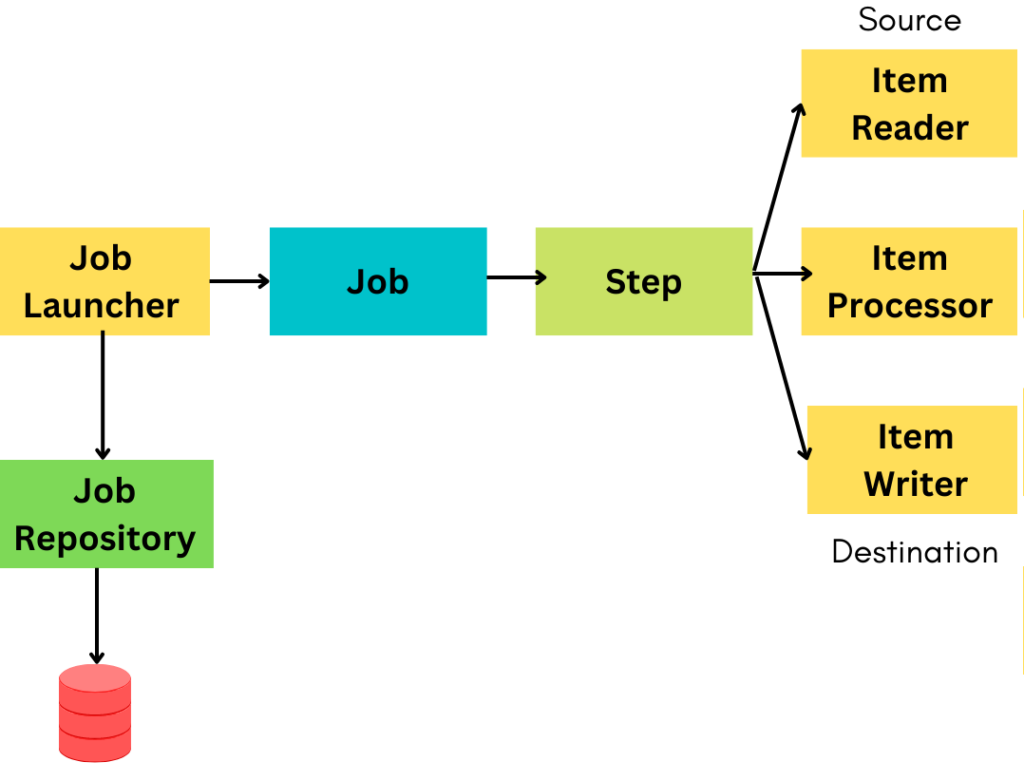 Source
Item
Reader
Job
Launcher
Job
Step
Item
Processor
Item
Writer
Job
Repository
Destination